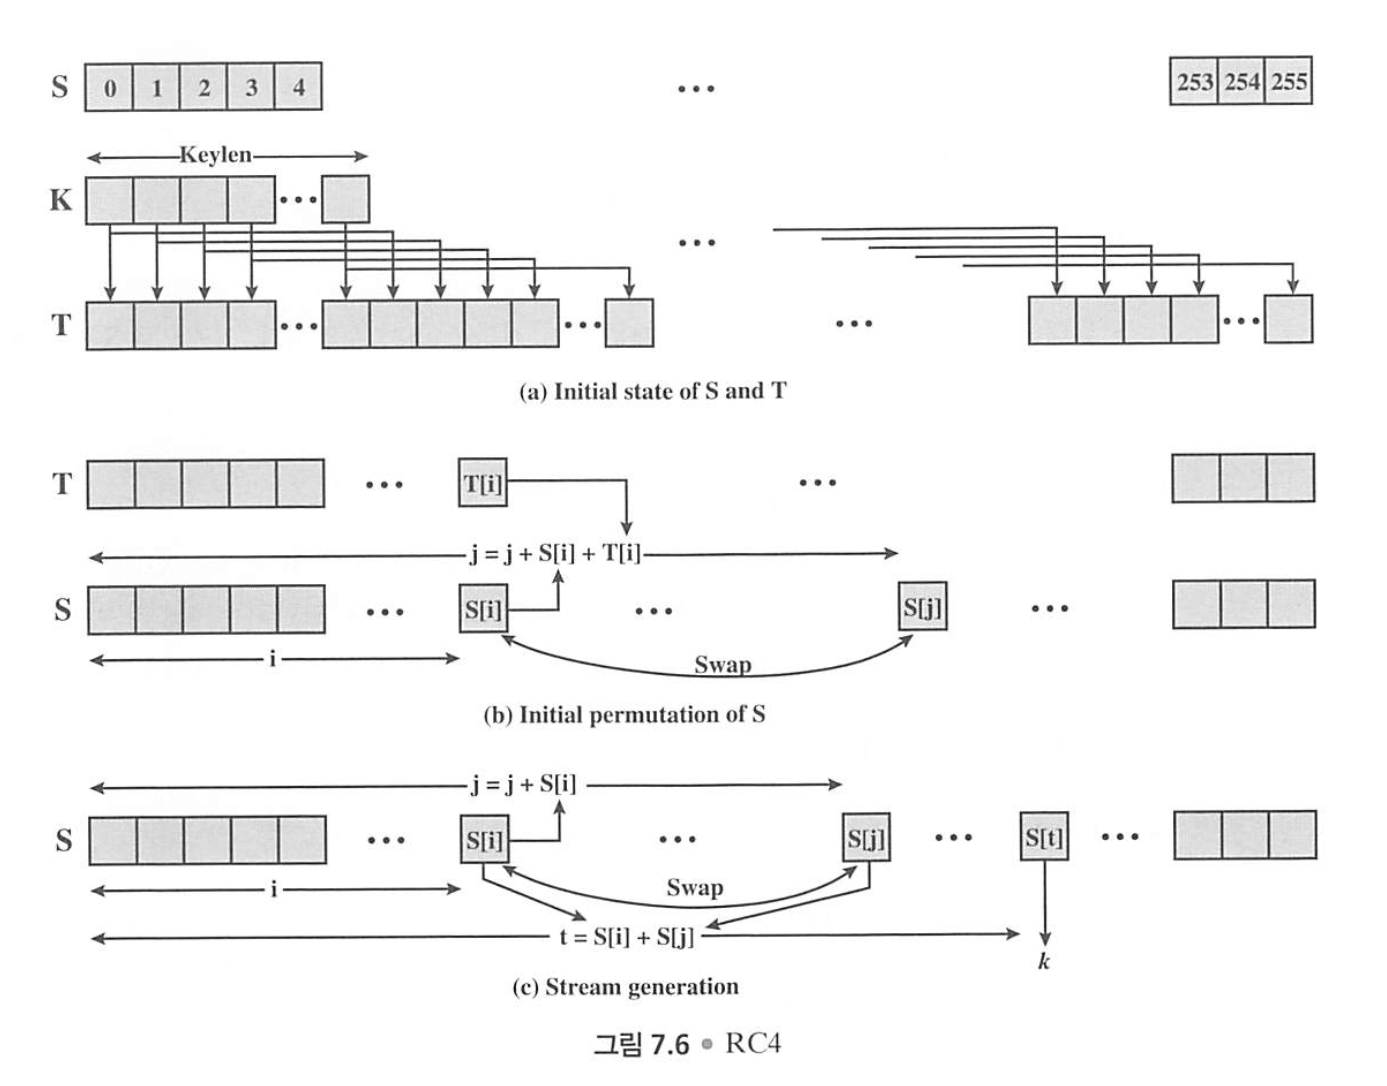 S 0 1 2 3 4 ••• 253 254 255
Keylen
K •••
•••
T ••• ••• ••• •••
(a) Initial state of S and T
T ••• T[i] •••
j = j + S[i] + T[i]
S ••• S[i] ••• S[j] •••
i Swap
(b) Initial permutation of S
j = j + S[i]
S ••• S[i] ••• S[j] ••• S[t] •••
i Swap
t = S[i] + S[j]
k
(c) Stream generation
그림 7.6 • RC4